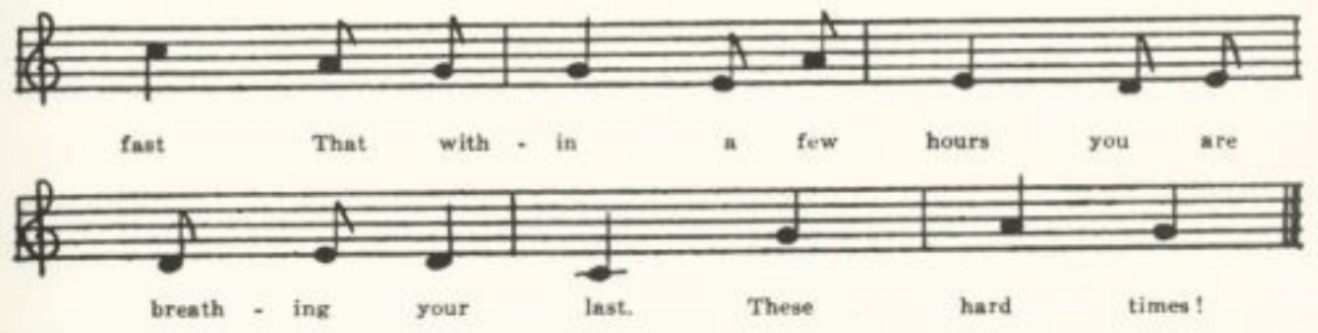 fast That with - in a few hours you are
breath - ing your last. These hard times!